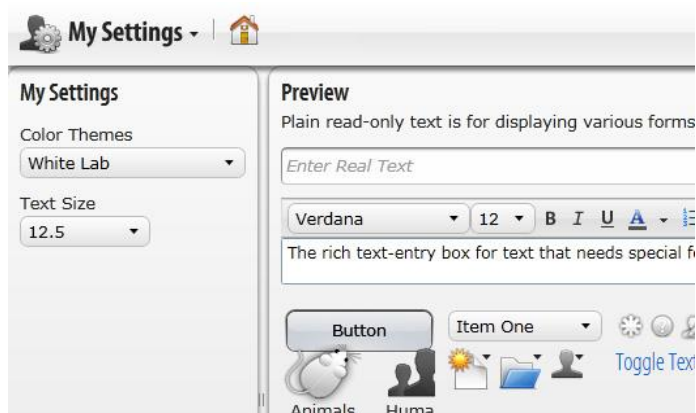 My Settings
My Settings
Color Themes
White Lab
Text Size
12.5
Preview
Plain read-only text is for displaying various forms
Enter Real Text
Verdana 12 B I U A
The rich text-entry box for text that needs special f
Button Item One
Toggle Text
Animals Huma